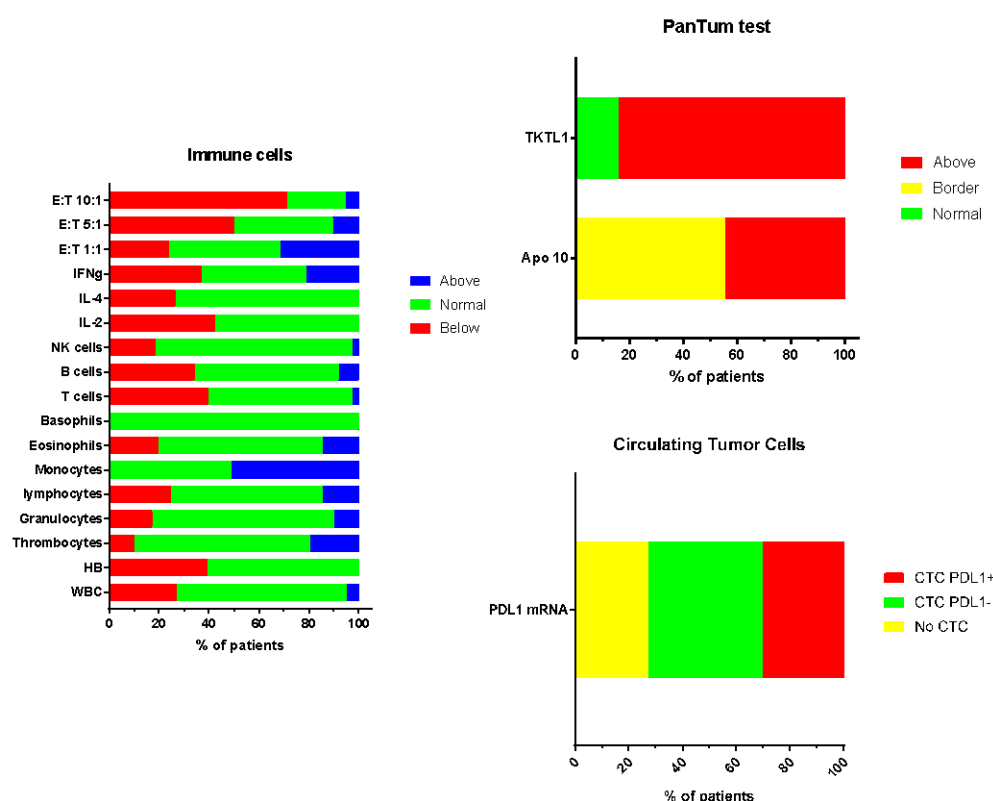 Immune cells
E:T 10:1
E:T 5:1
E:T 1:1
IFNg
IL-4
IL-2
NK cells
B cells
T cells
Basophils
Eosinophils
Monocytes
lymphocytes
Granulocytes
Thrombocytes
HB
WBC
0 20 40 60 80 100
% of patients
Above
Normal
Below
PanTum test
TKTL1
Apo 10
0 20 40 60 80 100
% of patients
Above
Border
Normal
Circulating Tumor Cells
PDL1 mRNA
0 20 40 60 80 100
% of patients
CTC PDL1+
CTC PDL1-
No CTC